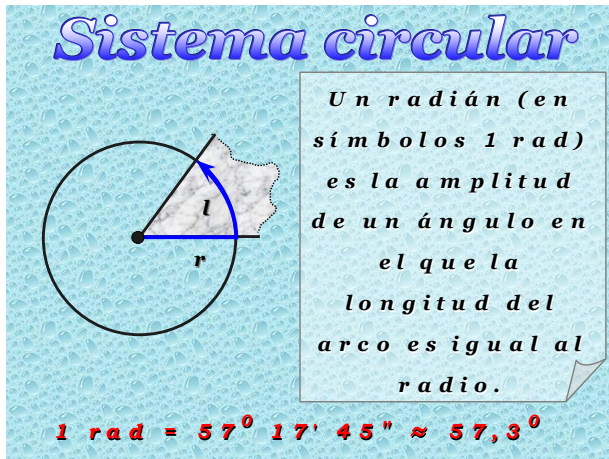 Sistema circular
Un radián (en
símbolos 1 rad)
es la amplitud
de un ángulo en
el que la
longitud del
arco es igual al
radio.
l
r
1 rad = 57⁰ 17' 45" ≈ 57,3⁰